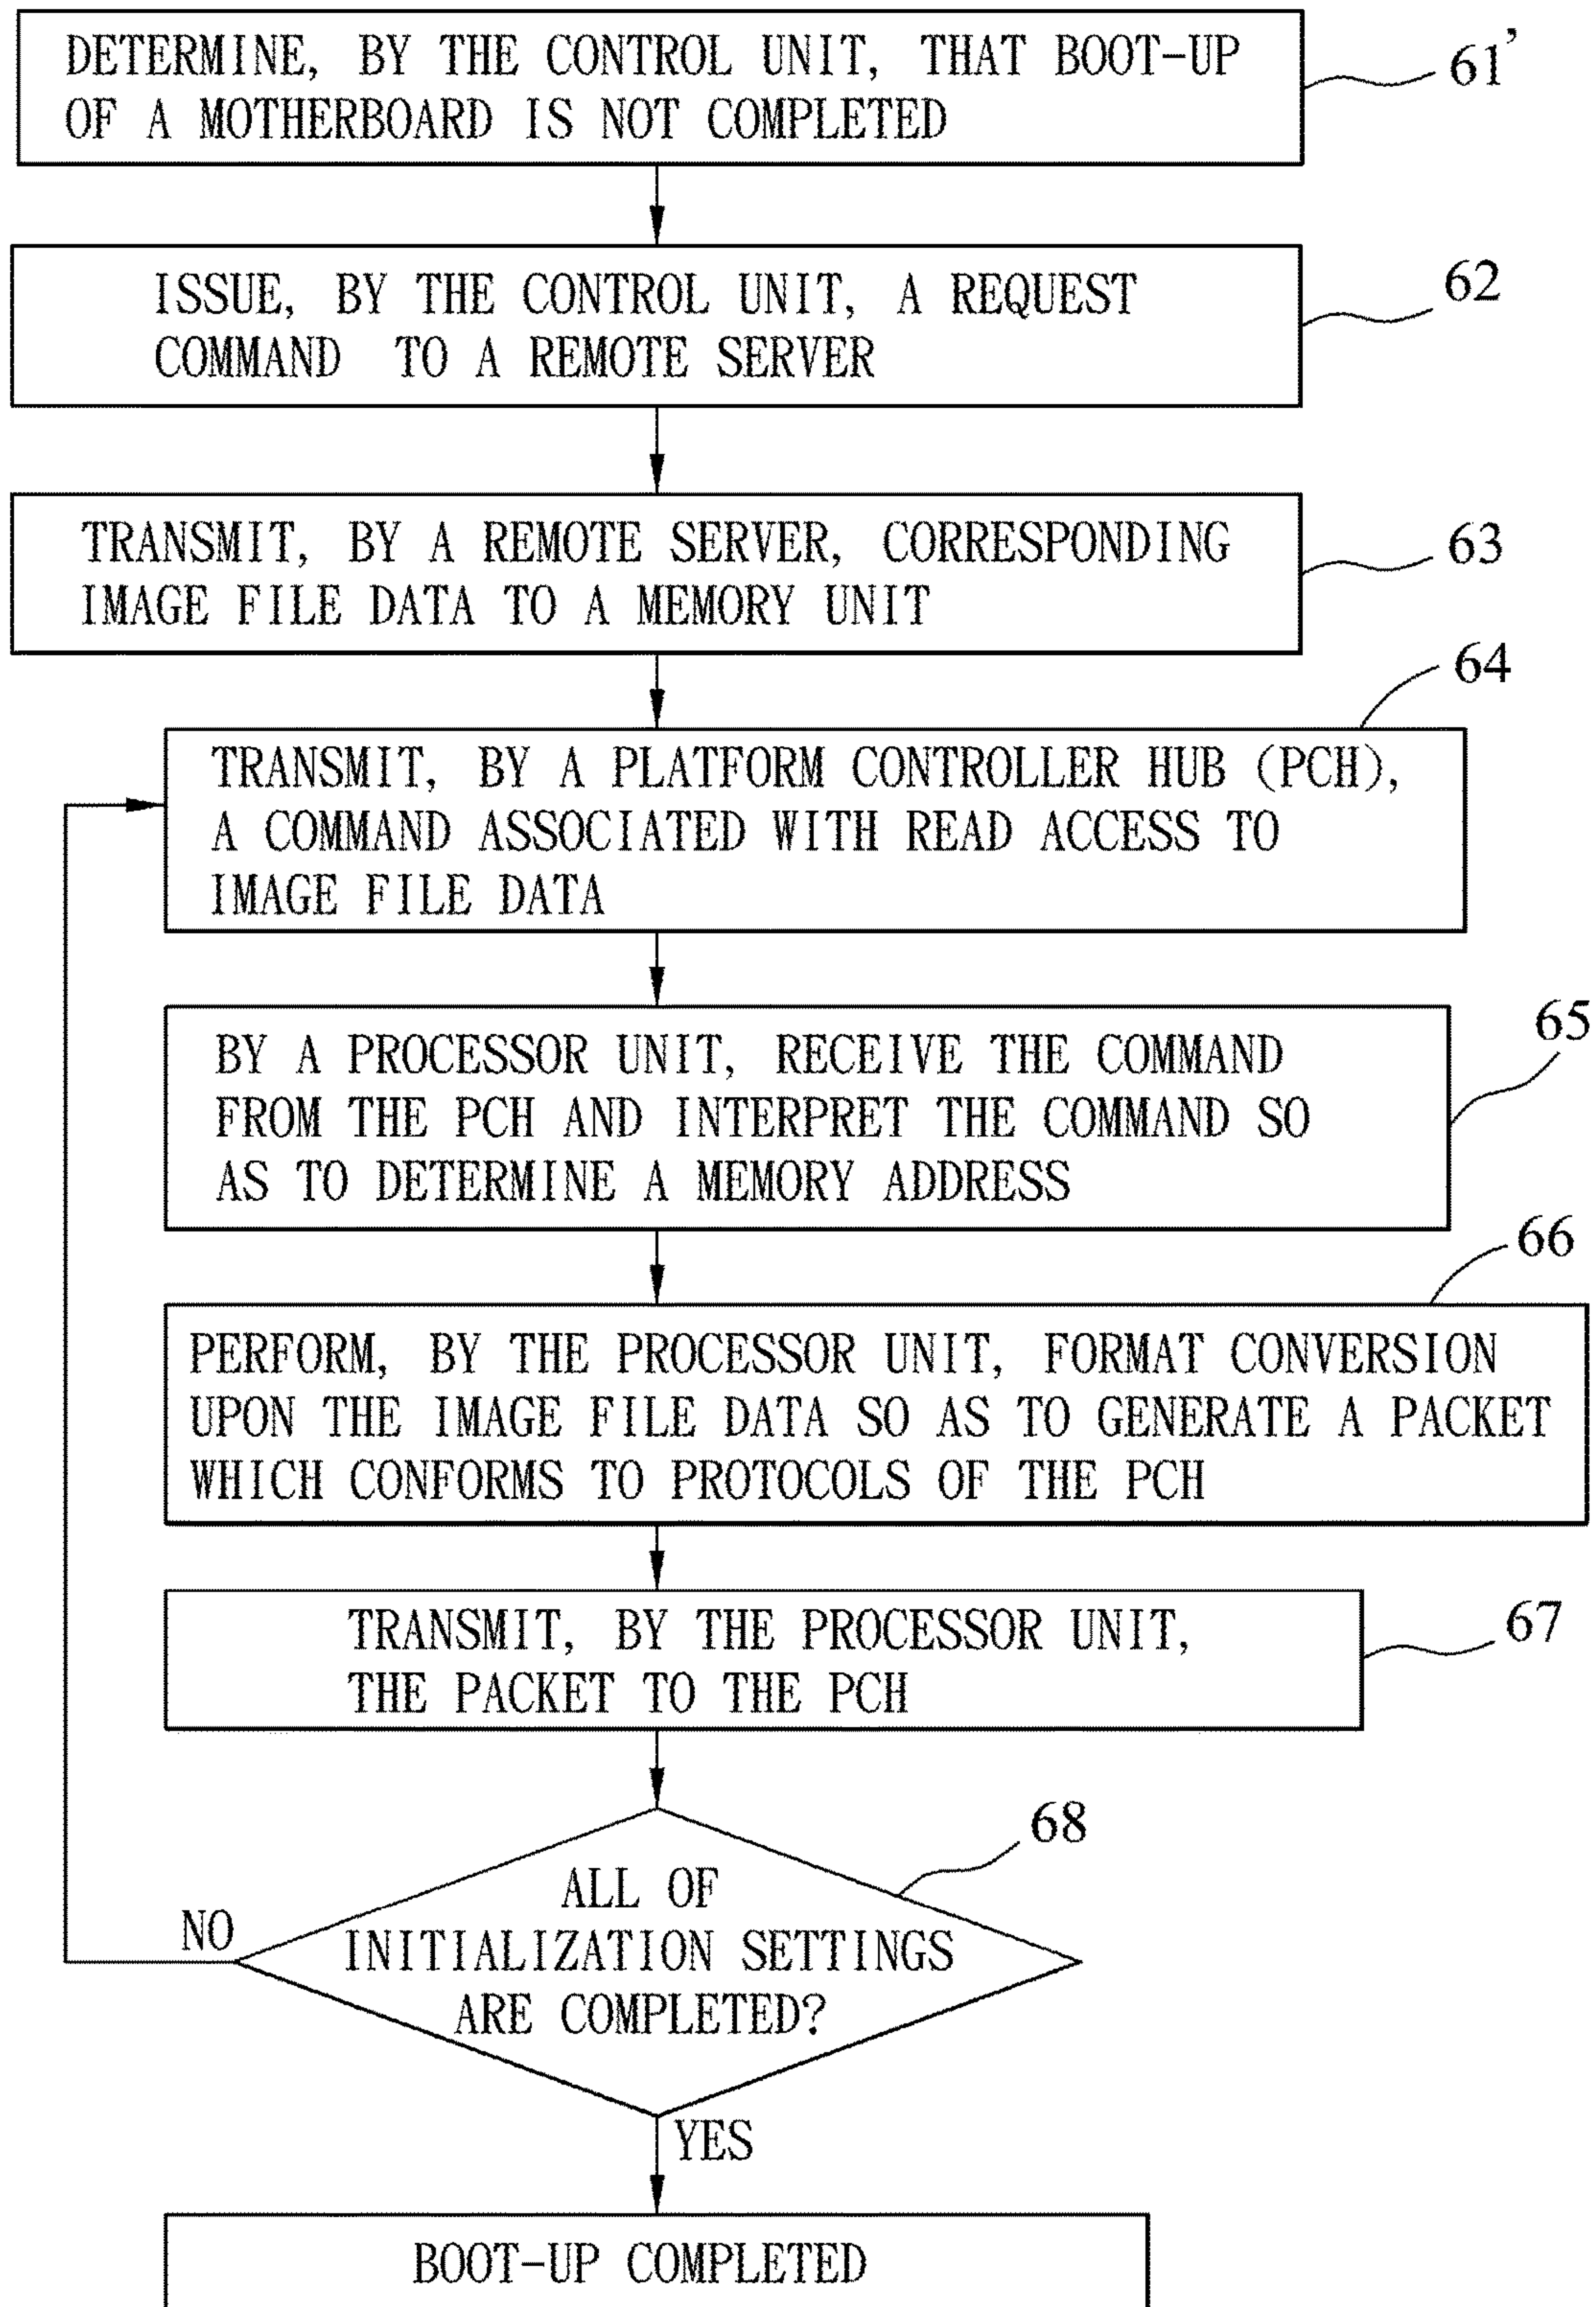 DETERMINE, BY THE CONTROL UNIT, THAT BOOT-UP
OF A MOTHERBOARD IS NOT COMPLETED
61’
ISSUE, BY THE CONTROL UNIT, A REQUEST
COMMAND TO A REMOTE SERVER
62
TRANSMIT, BY A REMOTE SERVER, CORRESPONDING
IMAGE FILE DATA TO A MEMORY UNIT
63
64
TRANSMIT, BY A PLATFORM CONTROLLER HUB (PCH),
A COMMAND ASSOCIATED WITH READ ACCESS TO
IMAGE FILE DATA
65
BY A PROCESSOR UNIT, RECEIVE THE COMMAND
FROM THE PCH AND INTERPRET THE COMMAND SO
AS TO DETERMINE A MEMORY ADDRESS
66
PERFORM, BY THE PROCESSOR UNIT, FORMAT CONVERSION
UPON THE IMAGE FILE DATA SO AS TO GENERATE A PACKET
WHICH CONFORMS TO PROTOCOLS OF THE PCH
TRANSMIT, BY THE PROCESSOR UNIT,
THE PACKET TO THE PCH
67
68
ALL OF
INITIALIZATION SETTINGS
ARE COMPLETED?
NO
YES
BOOT-UP COMPLETED